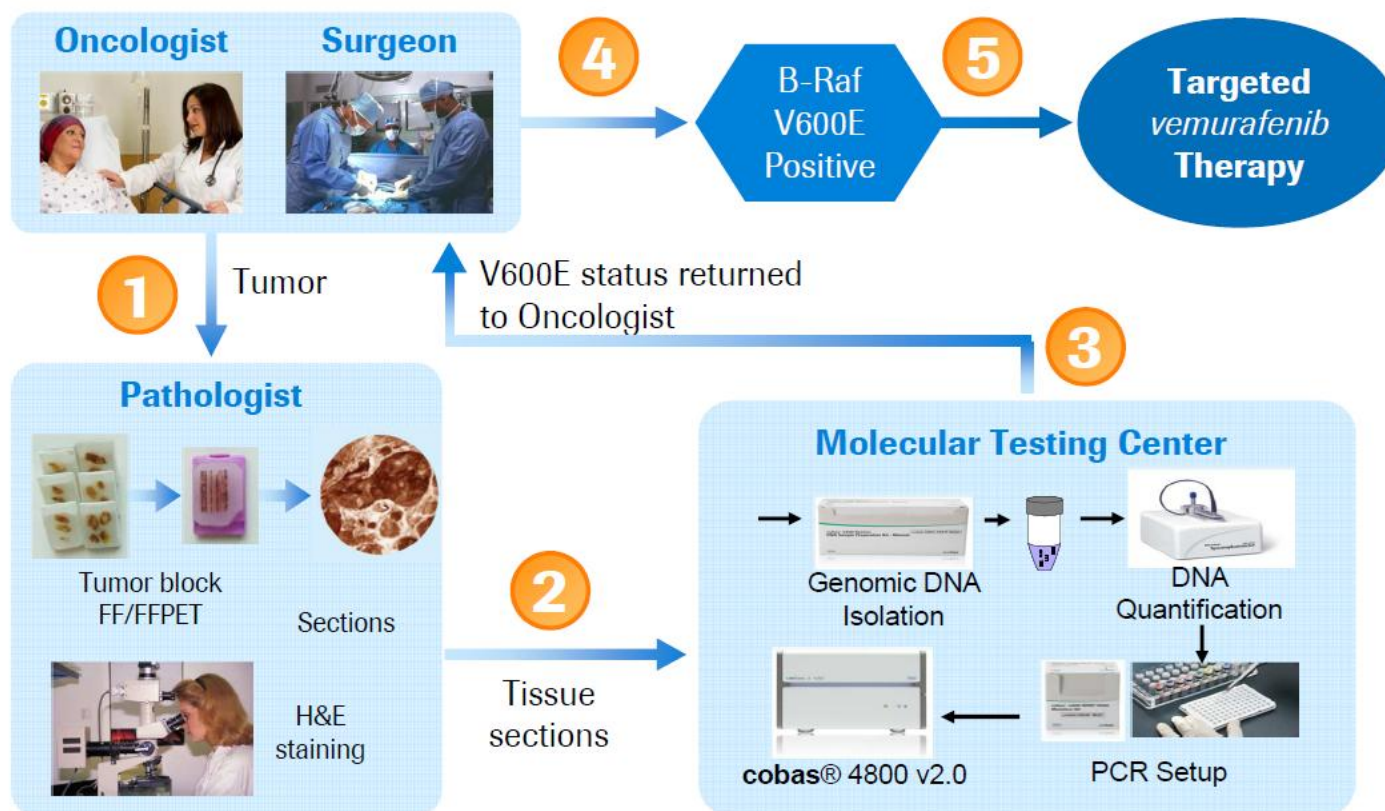 Oncologist
Surgeon
4
B-Raf
V600E
Positive
5
Targeted
vemurafenib
Therapy
1
Tumor
V600E status returned
to Oncologist
3
Pathologist
Tumor block
FF/FFPET
Sections
H&E
staining
2
Tissue
sections
Molecular Testing Center
Genomic DNA
Isolation
DNA
Quantification
PCR Setup
cobas® 4800 v2.0